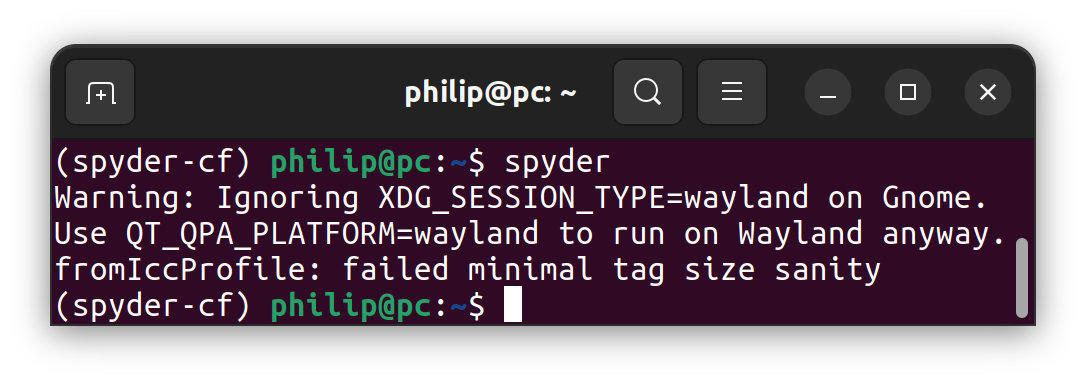 philip@pc: ~
(spyder-cf) philip@pc:~$ spyder
Warning: Ignoring XDG_SESSION_TYPE=wayland on Gnome.
Use QT_QPA_PLATFORM=wayland to run on Wayland anyway.
fromIccProfile: failed minimal tag size sanity
(spyder-cf) philip@pc:~$